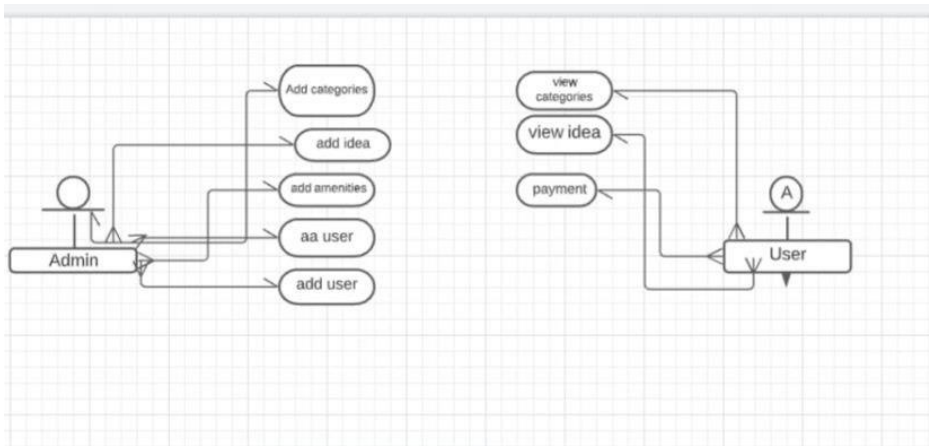 Add categories
add idea
add amenities
aa user
add user
Admin
view
categories
view idea
payment
A
User